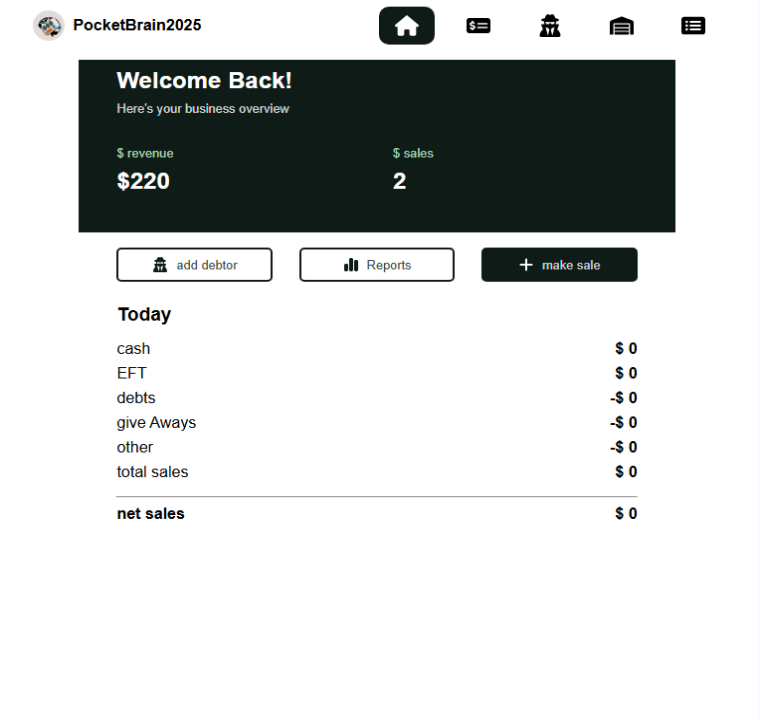 PocketBrain2025
Welcome Back!
Here's your business overview
$ revenue
$ sales
$220
2
add debtor
Reports
make sale
Today
cash $ 0
EFT $ 0
debts -$ 0
give Aways -$ 0
other -$ 0
total sales $ 0
net sales $ 0